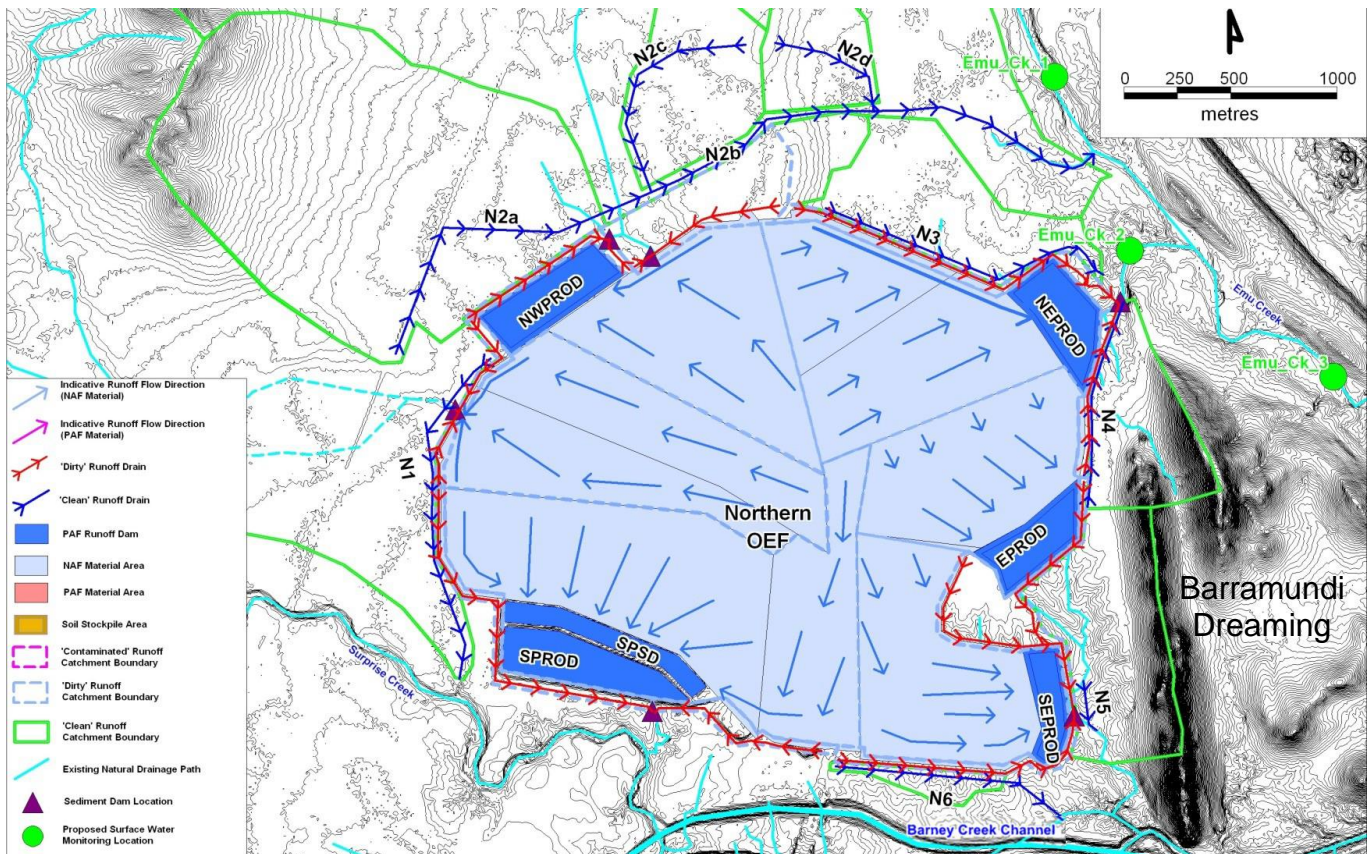 N2c
N2d
Emu_Ck_1
0 250 500 1000
metres
N2b
N2a
N3
Emu_Ck_2
NWPROD
NEPROD
Emu Creek
Emu_Ck_3
N4
N1
Northern
OEF
EPROD
Barramundi
Dreaming
SPSD
SPROD
Surprise Creek
SEPROD
N5
N6
Barney Creek Channel
Indicative Runoff Flow Direction
(NAF Material)
Indicative Runoff Flow Direction
(PAF Material)
'Dirty' Runoff Drain
'Clean' Runoff Drain
PAF Runoff Dam
NAF Material Area
PAF Material Area
Soil Stockpile Area
'Contaminated' Runoff
Catchment Boundary
'Dirty' Runoff
Catchment Boundary
'Clean' Runoff
Catchment Boundary
Existing Natural Drainage Path
Sediment Dam Location
Proposed Surface Water
Monitoring Location